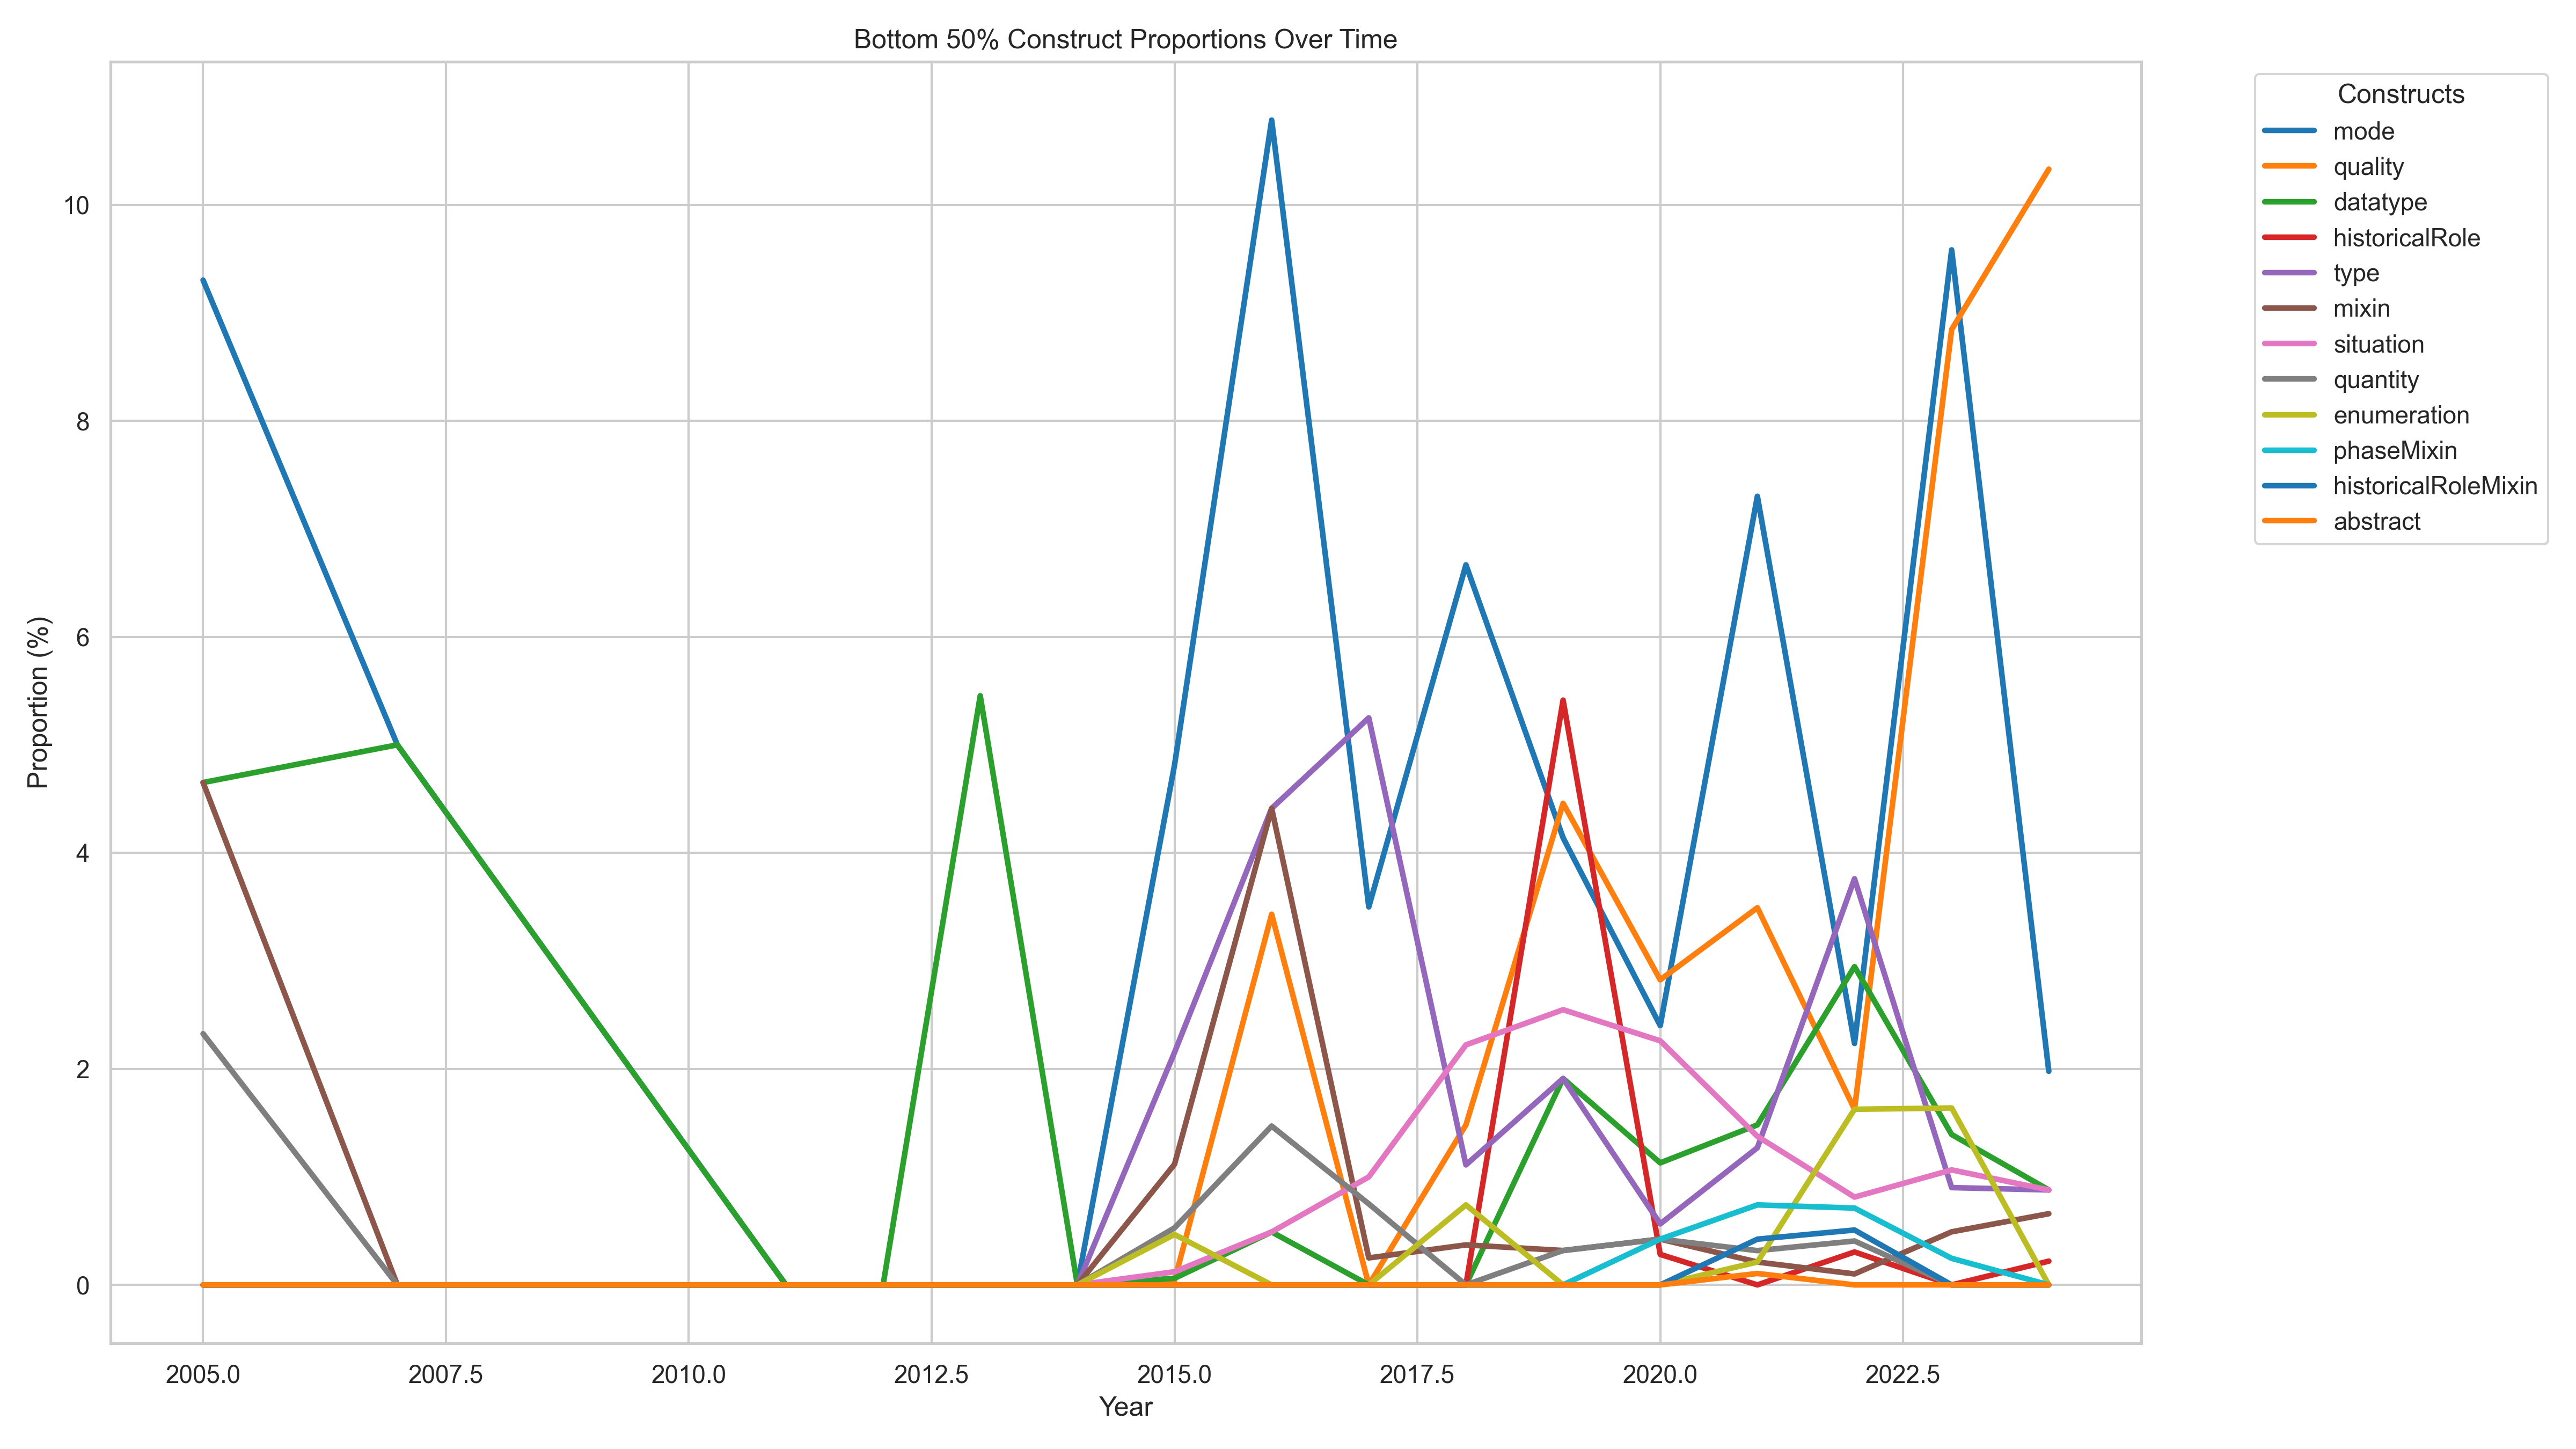 Bottom 50% Construct Proportions Over Time
Constructs
mode
quality
datatype
historicalRole
type
mixin
situation
quantity
enumeration
phaseMixin
historicalRoleMixin
abstract
Proportion (%)
10
8
6
4
2
0
2005.0 2007.5 2010.0 2012.5 2015.0 2017.5 2020.0 2022.5
Year